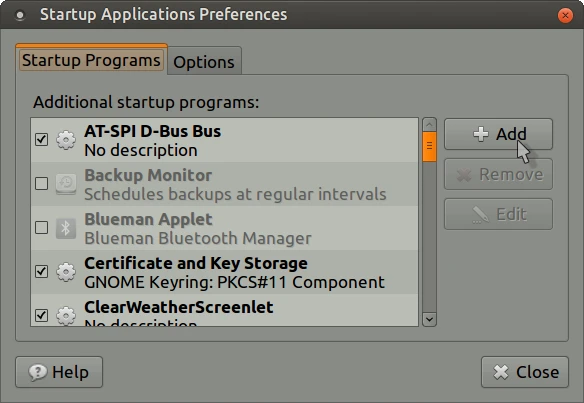 Startup Applications Preferences
Startup Programs
Options
Additional startup programs:
AT-SPI D-Bus Bus
No description
Backup Monitor
Schedules backups at regular intervals
Blueman Applet
Blueman Bluetooth Manager
Certificate and Key Storage
GNOME Keyring: PKCS#11 Component
ClearWeatherScreenlet
No description
Add
Remove
Edit
Help
Close